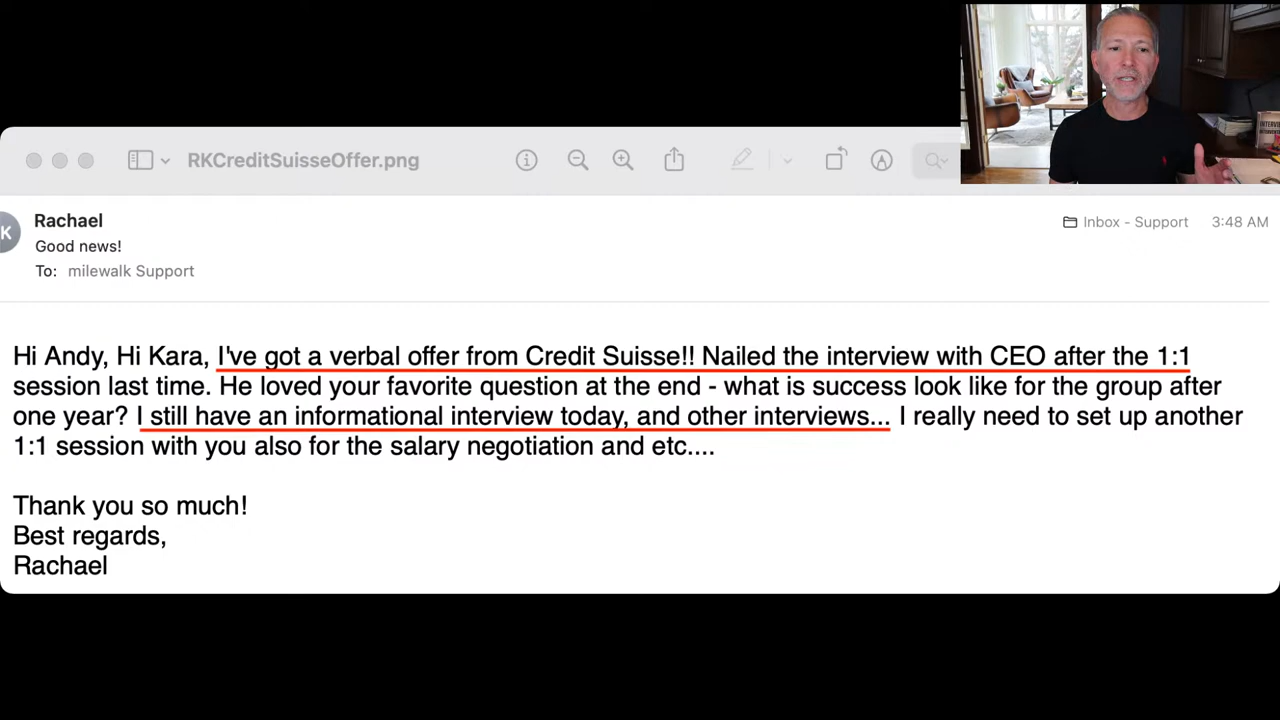 RKCreditSuisseOffer.png
K
Rachael
Inbox - Support 3:48 AM
Good news!
To: milewalk Support
Hi Andy, Hi Kara, I've got a verbal offer from Credit Suisse!! Nailed the interview with CEO after the 1:1
session last time. He loved your favorite question at the end - what is success look like for the group after
one year? I still have an informational interview today, and other interviews... I really need to set up another
1:1 session with you also for the salary negotiation and etc....
Thank you so much!
Best regards,
Rachael